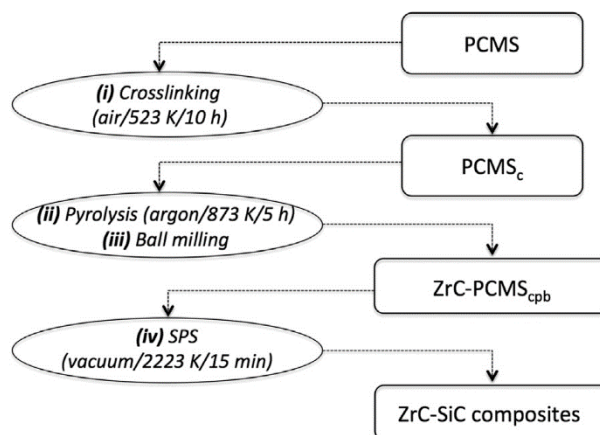 PCMS
(i) Crosslinking
(air/523 K/10 h)
PCMSc
(ii) Pyrolysis (argon/873 K/5 h)
(iii) Ball milling
ZrC-PCMScpb
(iv) SPS
(vacuum/2223 K/15 min)
ZrC-SiC composites